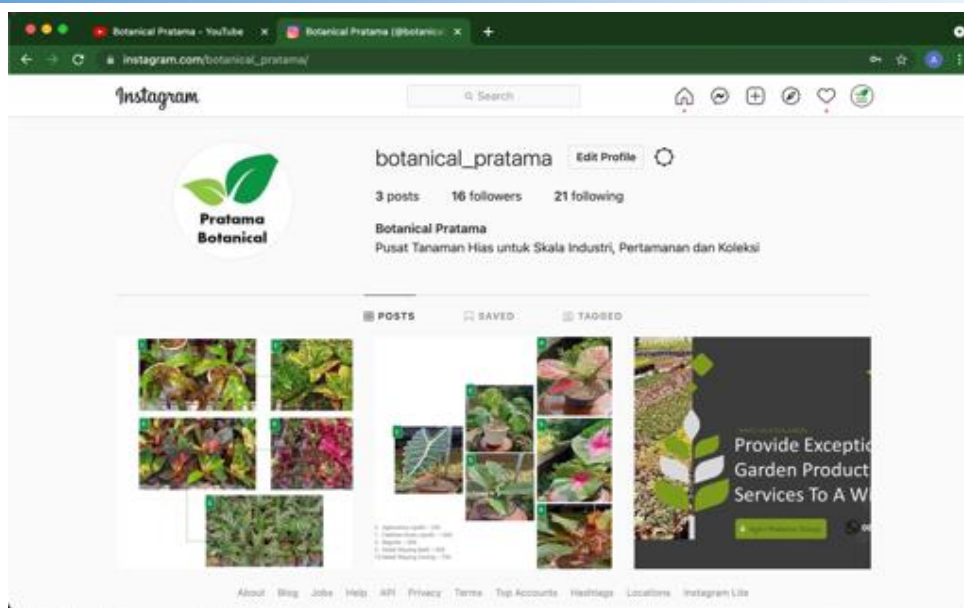 Botanical Pratama - YouTube
Botanical Pratama (@botanic
instagram.com/botanical_pratama/
Instagram
Search
botanical_pratama Edit Profile
3 posts 16 followers 21 following
Botanical Pratama
Pusat Tanaman Hias untuk Skala Industri, Pertamanan dan Koleksi
Pratama
Botanical
POSTS SAVED TAGGED
Provide Exceptio
Garden Product
Services To A Wi
About Blog Jobs Help API Privacy Terms Top Accounts Hashtags Locations Instagram Lite